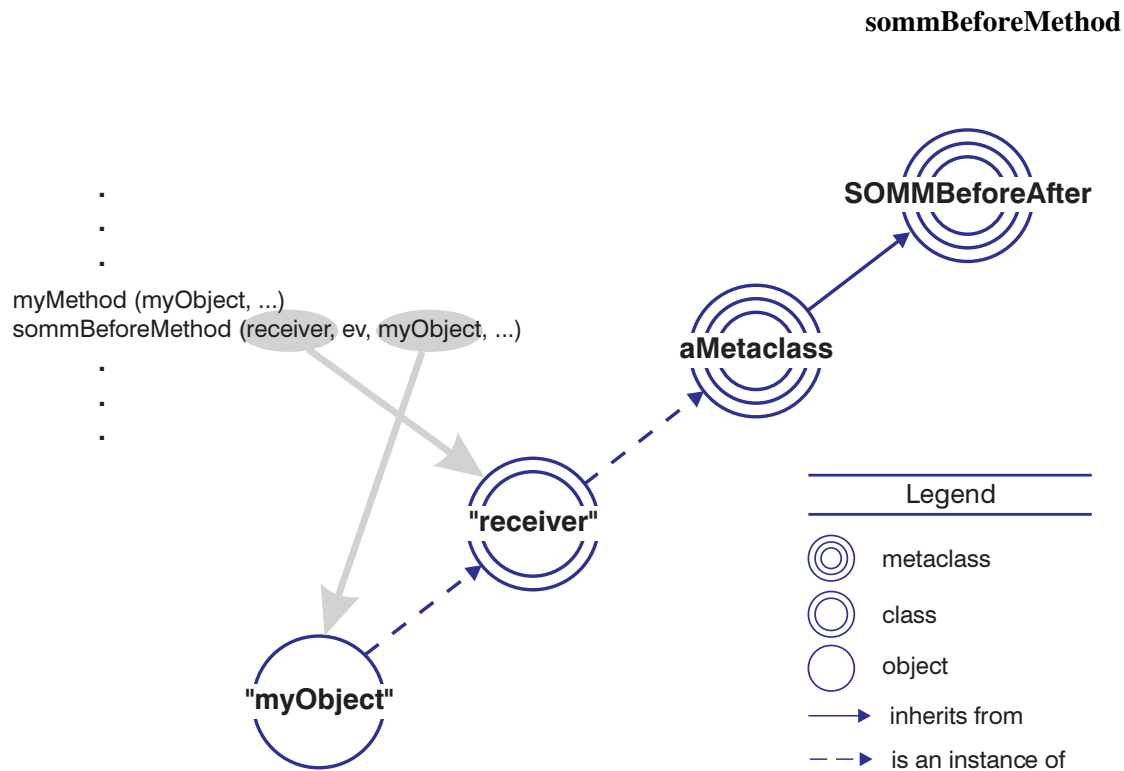 sommBeforeMethod
SOMMBeforeAfter
.
.
.
myMethod (myObject, ...)
sommBeforeMethod (receiver, ev, myObject, ...)
.
.
.
aMetaclass
"receiver"
"myObject"
Legend
metaclass
class
object
inherits from
is an instance of